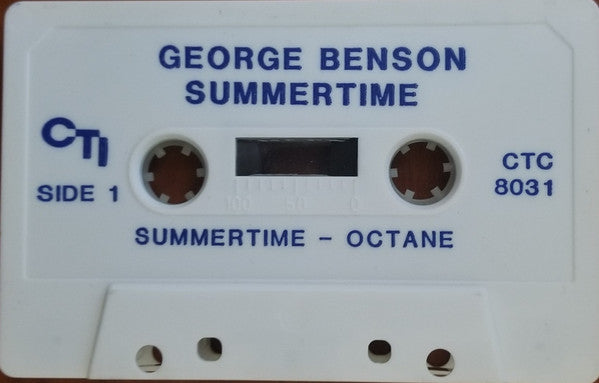 GEORGE BENSON
SUMMERTIME
CTI
SIDE 1
100 50 0
CTC
8031
SUMMERTIME - OCTANE